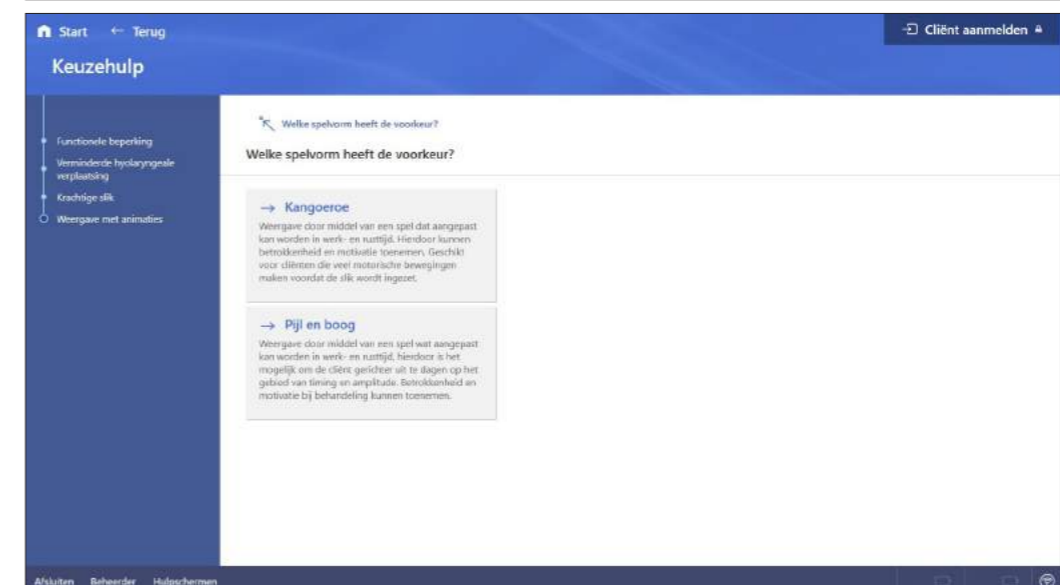 Start ← Terug
Cliënt aanmelden
Keuzehulp
Functionele beperking
Verminderde hyolaryngeale
verplaatsing
Krachtige slik
Weergave met animaties
Welke spelvorm heeft de voorkeur?
Welke spelvorm heeft de voorkeur?
→ Kangoeroe
Weergave door middel van een spel dat aangepast
kan worden in werk- en rusttijd. Hierdoor kunnen
betrokkenheid en motivatie toenemen. Geschikt
voor cliënten die veel motorische bewegingen
maken voordat de slik wordt ingezet.
→ Pijl en boog
Weergave door middel van een spel wat aangepast
kan worden in werk- en rusttijd, hierdoor is het
mogelijk om de cliënt gerichter uit te dagen op het
gebied van timing en amplitude. Betrokkenheid en
motivatie bij behandeling kunnen toenemen.
Afsluiten Beheerder Hulpschermen